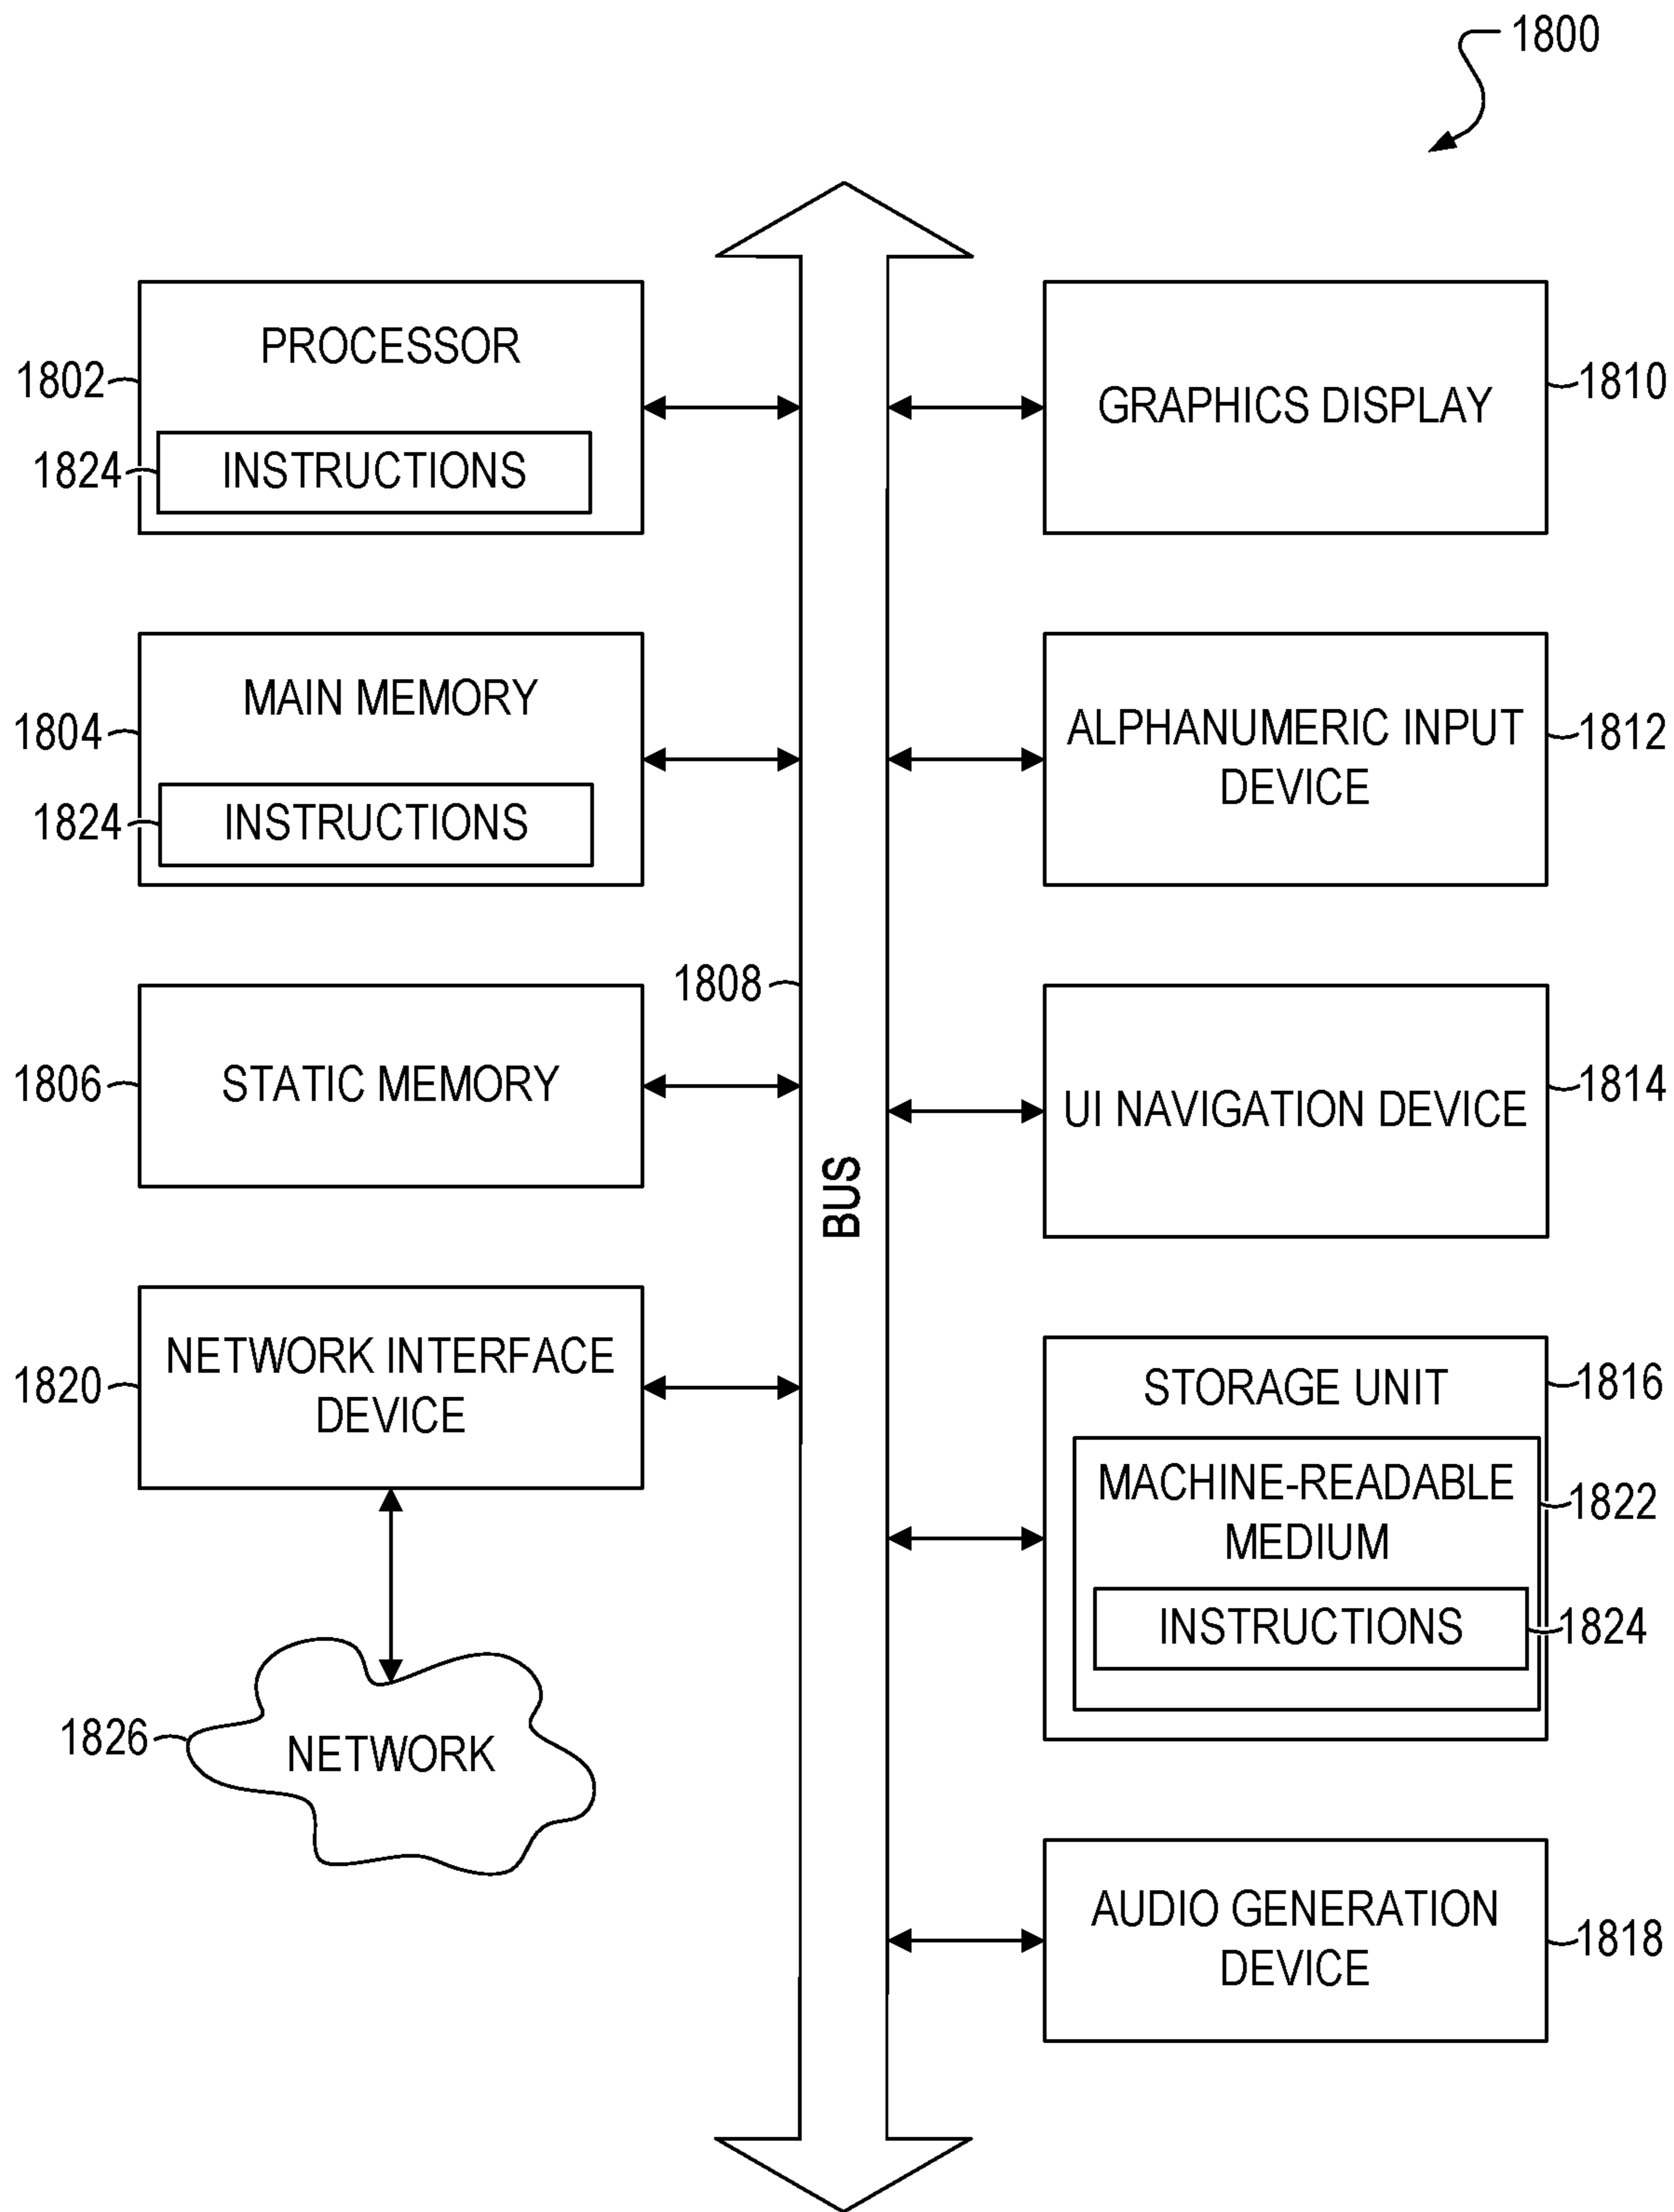 1800
PROCESSOR
1802
1824
INSTRUCTIONS
MAIN MEMORY
1804
1824
INSTRUCTIONS
1808
1806
STATIC MEMORY
BUS
NETWORK INTERFACE
DEVICE
1820
1826
NETWORK
GRAPHICS DISPLAY
1810
ALPHANUMERIC INPUT
DEVICE
1812
UI NAVIGATION DEVICE
1814
STORAGE UNIT
1816
MACHINE-READABLE
MEDIUM
1822
INSTRUCTIONS
1824
AUDIO GENERATION
DEVICE
1818